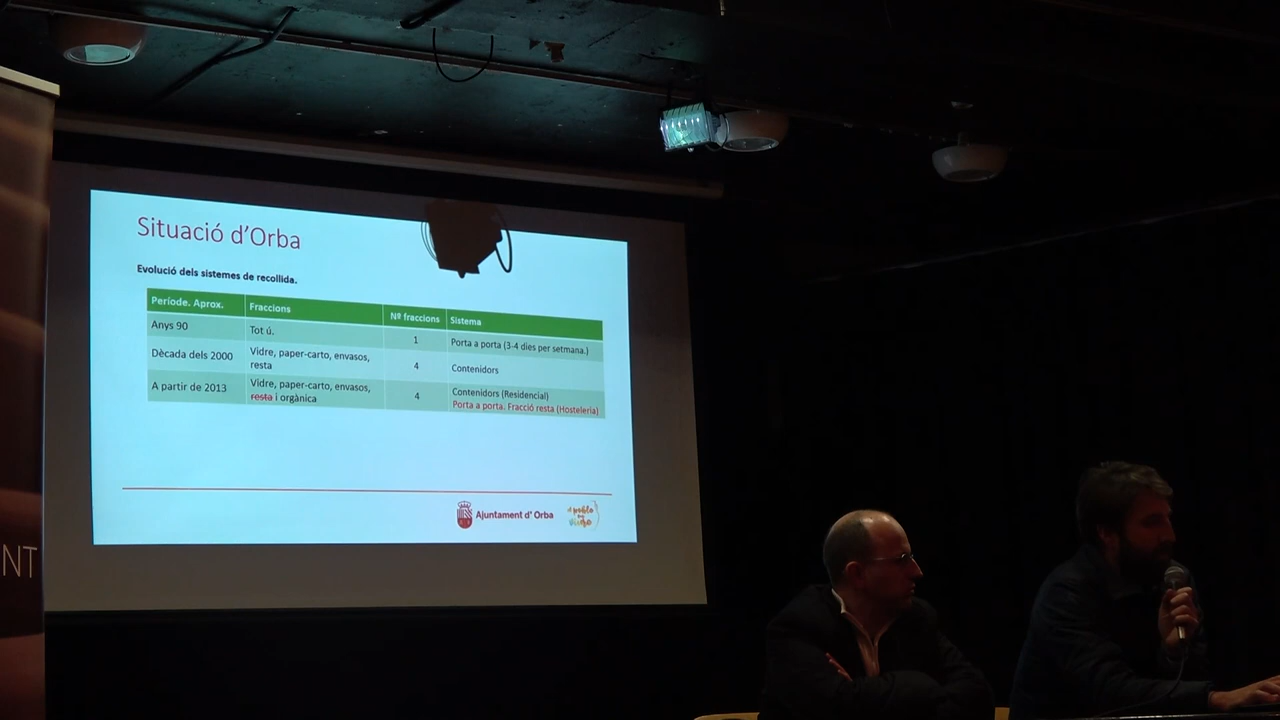 Situació d'Orba
Evolució dels sistemes de recollida.
Període. Aprox. Fraccions Nº fraccions Sistema
Anys 90 Tot ú. 1 Porta a porta (3-4 dies per setmana.)
Dècada dels 2000 Vidre, paper-carto, envasos, resta 4 Contenidors
A partir de 2013 Vidre, paper-carto, envasos, resta i orgànica 4 Contenidors (Residencial)
Porta a porta. Fracció resta (Hosteleria)
Ajuntament d' Orba
NT